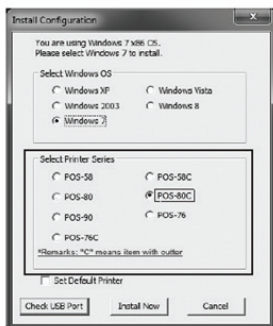 Install Configuration
You are using Windows 7 x86 OS.
Please select Windows 7 to install.
Select Windows OS
Windows XP Windows Vista
Windows 2003 Windows 8
Windows 7
Select Printer Series
POS-58 POS-58C
POS-80 POS-80C
POS-90 POS-76
POS-76C
*Remarks: "C" means item with cutter
Set Default Printer
Check USB Port Install Now Cancel